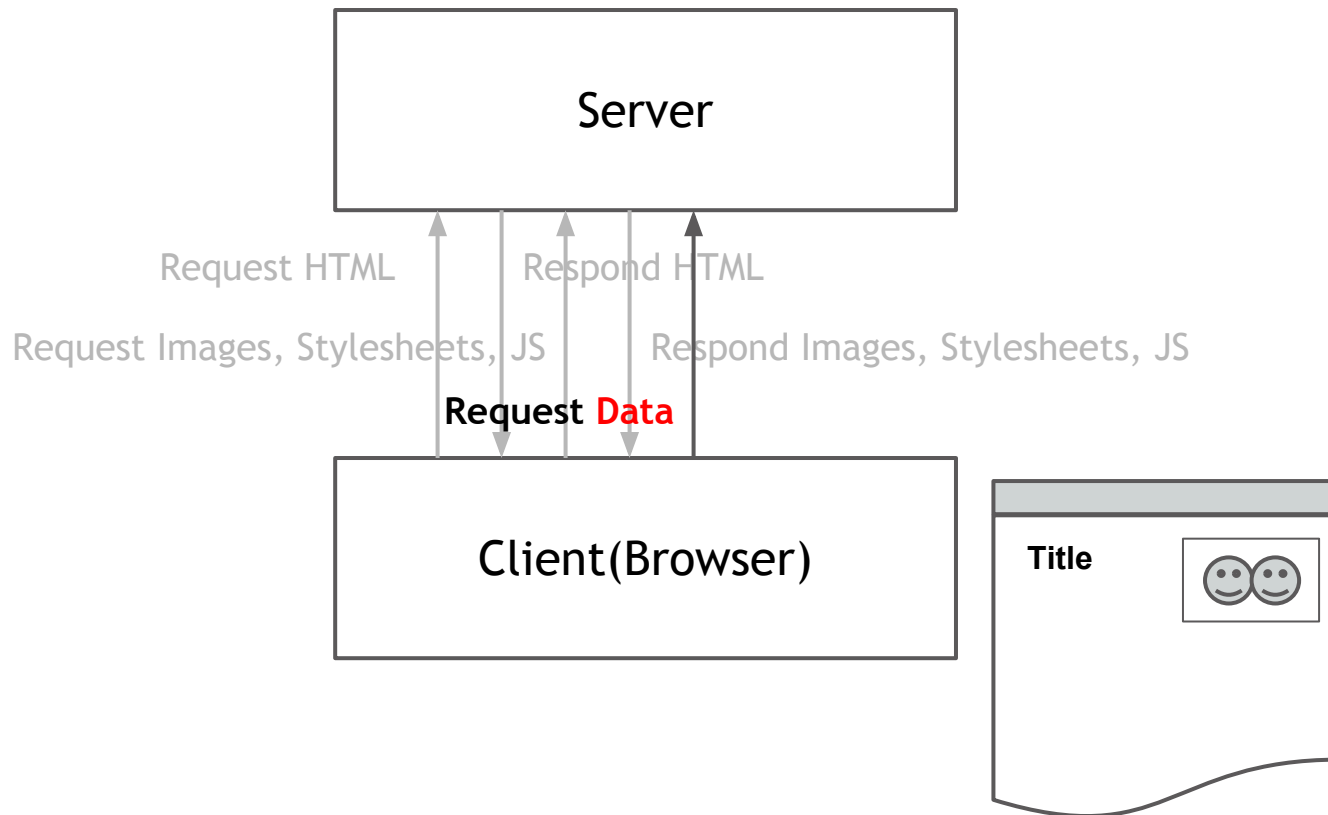 Server
Request HTML
Respond HTML
Request Images, Stylesheets, JS
Respond Images, Stylesheets, JS
Request Data
Client(Browser)
Title